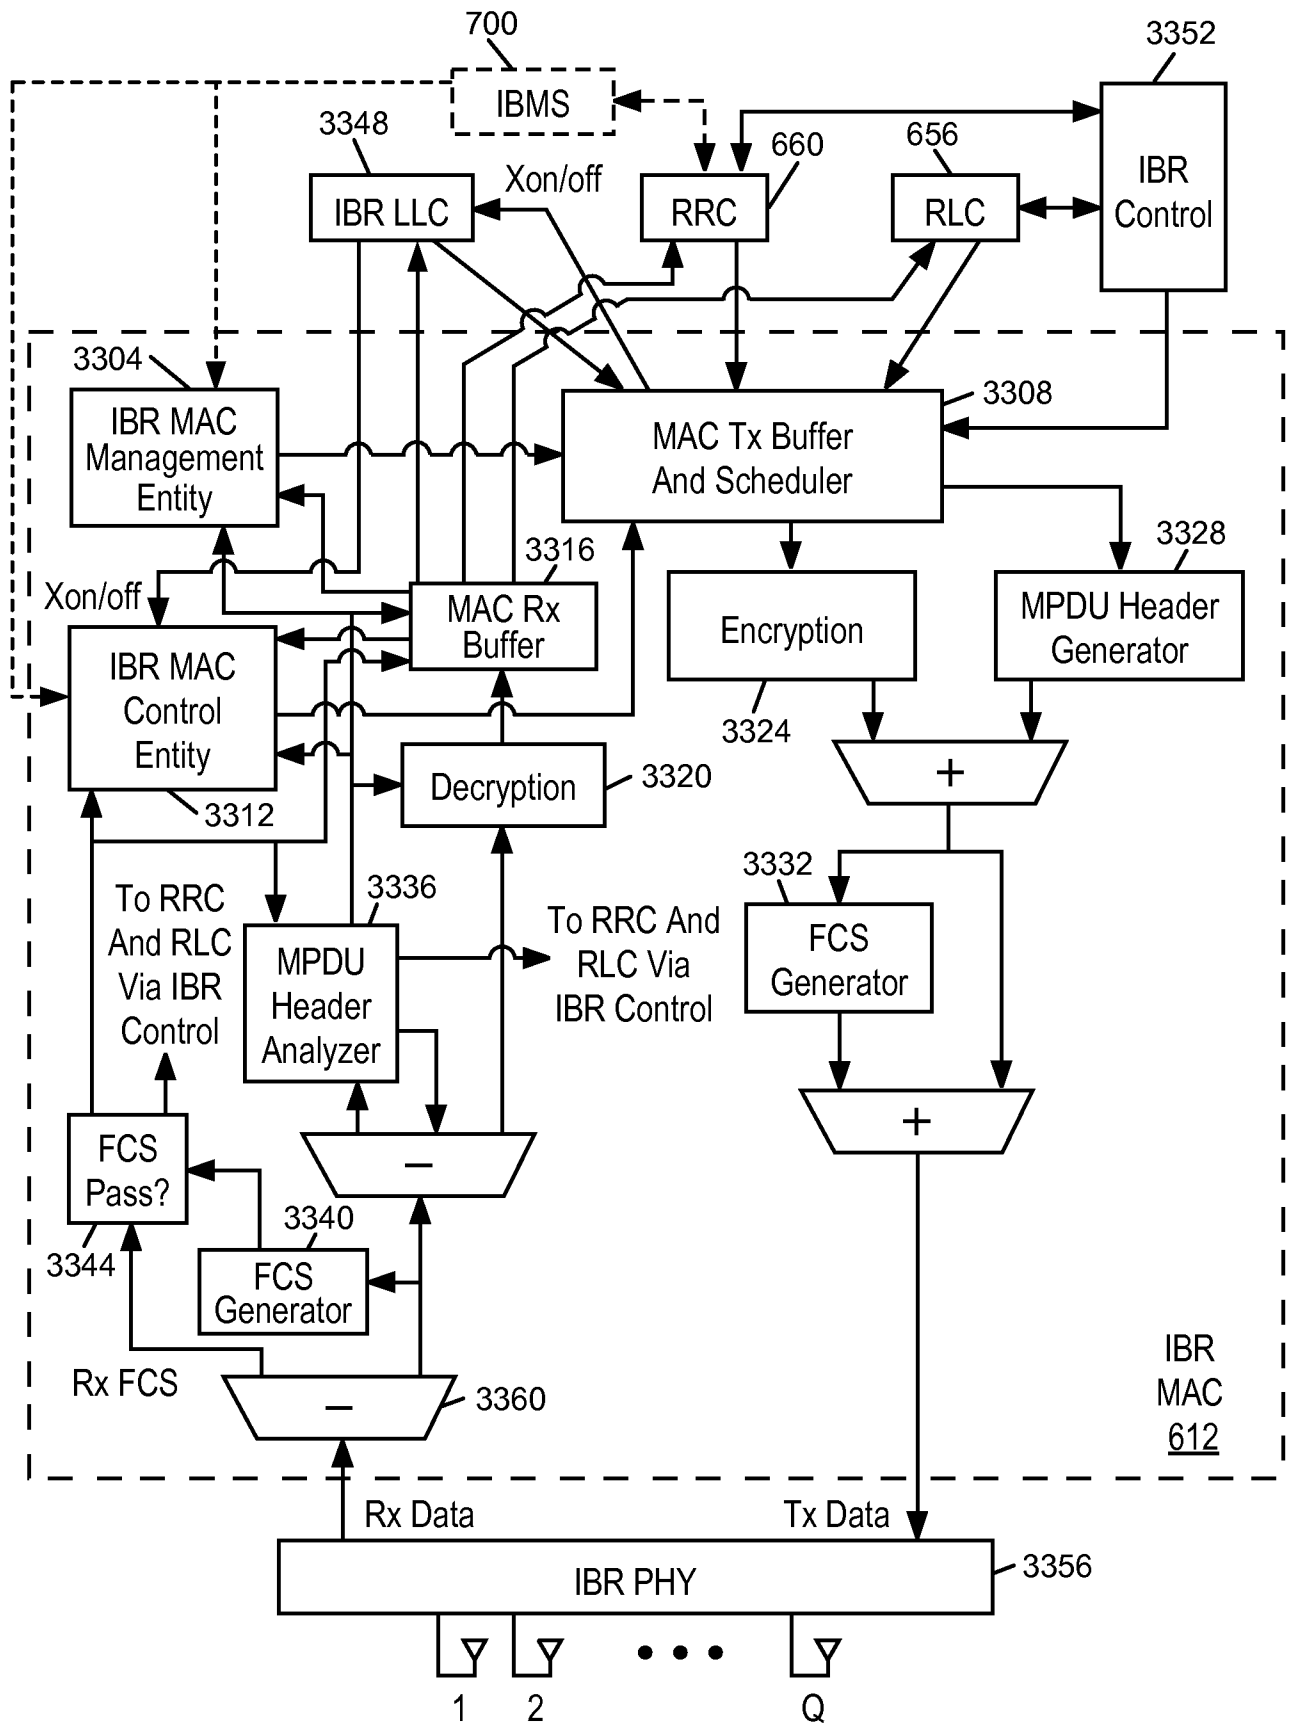 700
IBMS
3352
IBR
Control
3348
IBR LLC
Xon/off
660
RRC
656
RLC
3304
IBR MAC
Management
Entity
3308
MAC Tx Buffer
And Scheduler
3316
MAC Rx
Buffer
Xon/off
3328
MPDU Header
Generator
Encryption
3324
IBR MAC
Control
Entity
3312
+
Decryption
3320
3332
FCS
Generator
3336
MPDU
Header
Analyzer
To RRC
And RLC
Via IBR
Control
To RRC And
RLC Via
IBR Control
+
FCS
Pass?
3344
−
3340
FCS
Generator
Rx FCS
−
3360
IBR
MAC
612
Rx Data
Tx Data
IBR PHY
3356
1
2
Q